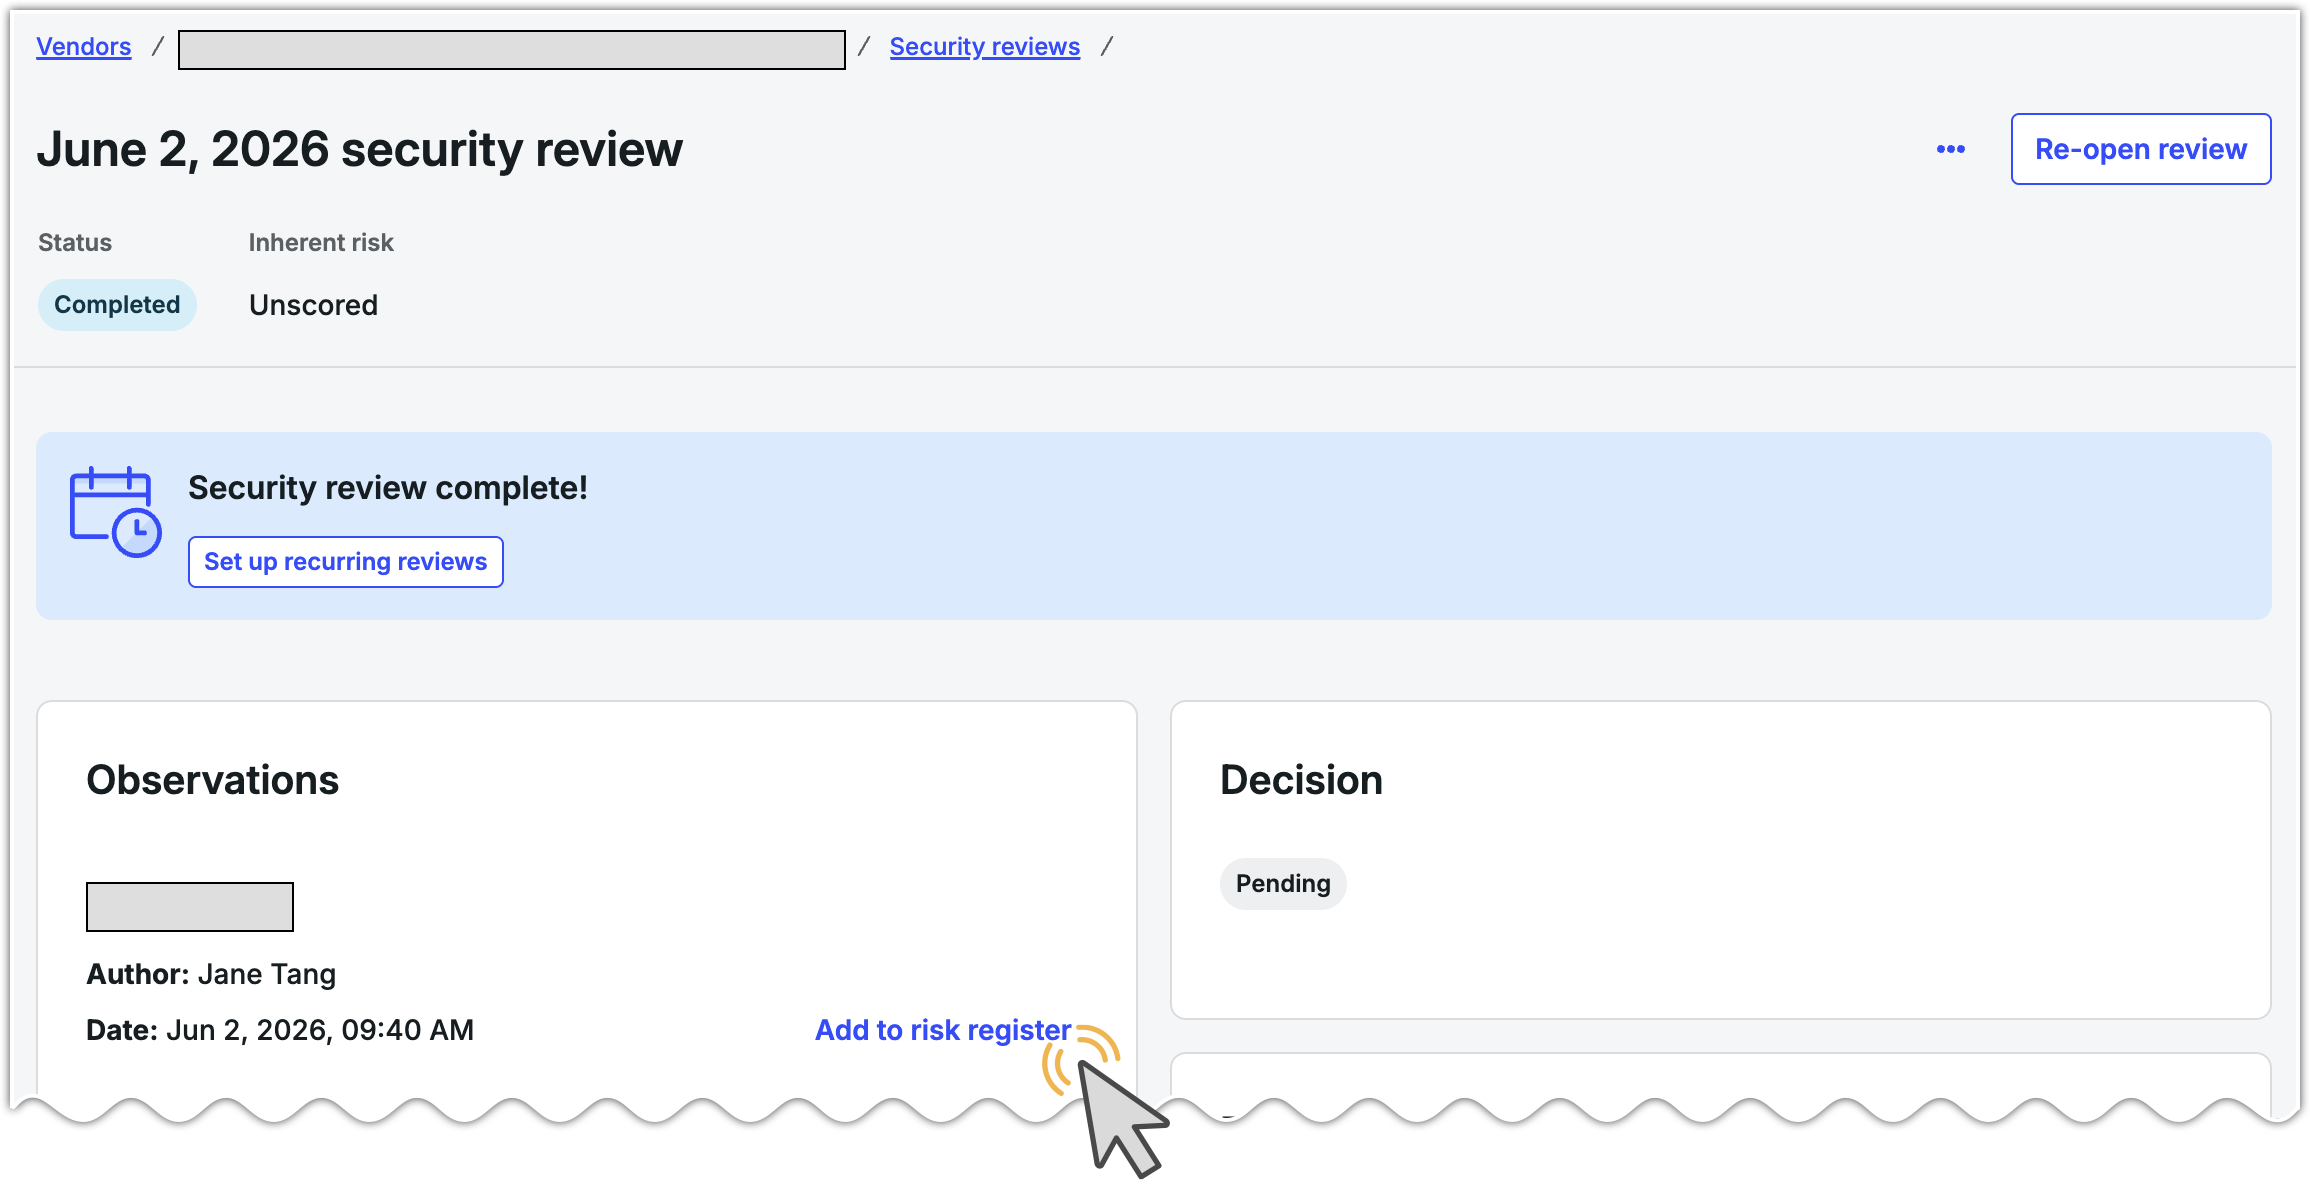 Vendors / / Security reviews /
June 2, 2026 security review
••• Re-open review
Status Inherent risk
Completed Unscored
Security review complete!
Set up recurring reviews
Observations
Author: Jane Tang
Date: Jun 2, 2026, 09:40 AM
Add to risk register
Decision
Pending